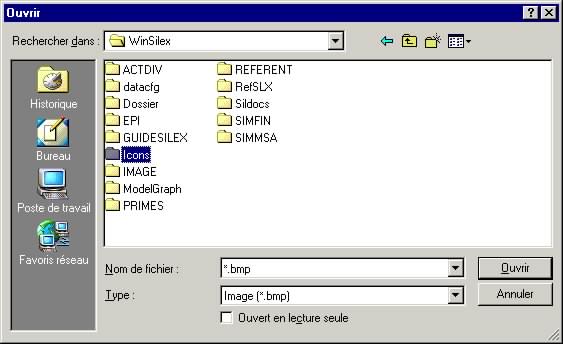 Ouvrir
Rechercher dans : WinSilex
Historique
Bureau
Poste de travail
Favoris réseau
ACTDIV
datacfg
Dossier
EPI
GUIDESILEX
Icons
IMAGE
ModelGraph
PRIMES
REFERENT
RefSLX
Sildocs
SIMFIN
SIMMSA
Nom de fichier : *.bmp Ouvrir
Type : Image (*.bmp) Annuler
Ouvert en lecture seule